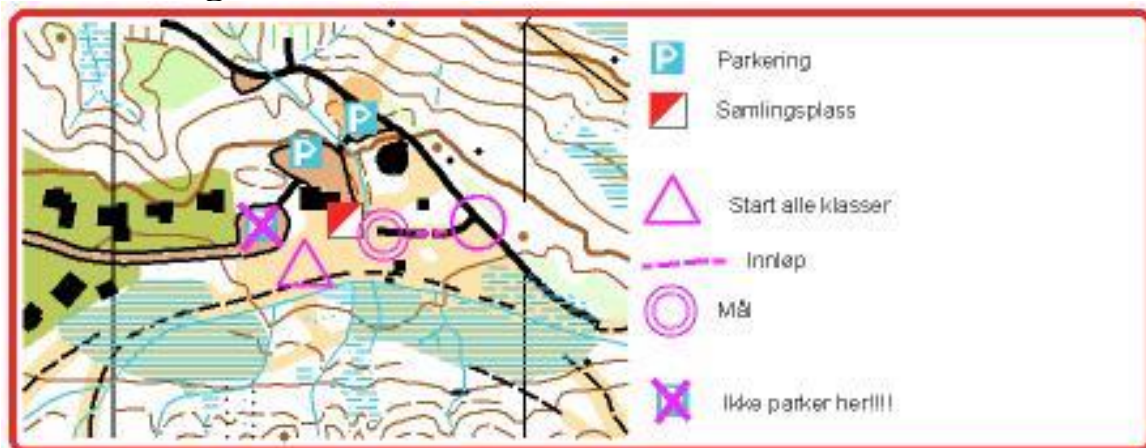 P Parkering
Samlingsplass
Start alle klasser
Innløp
Mål
Ikke parker her!!!!
P
P